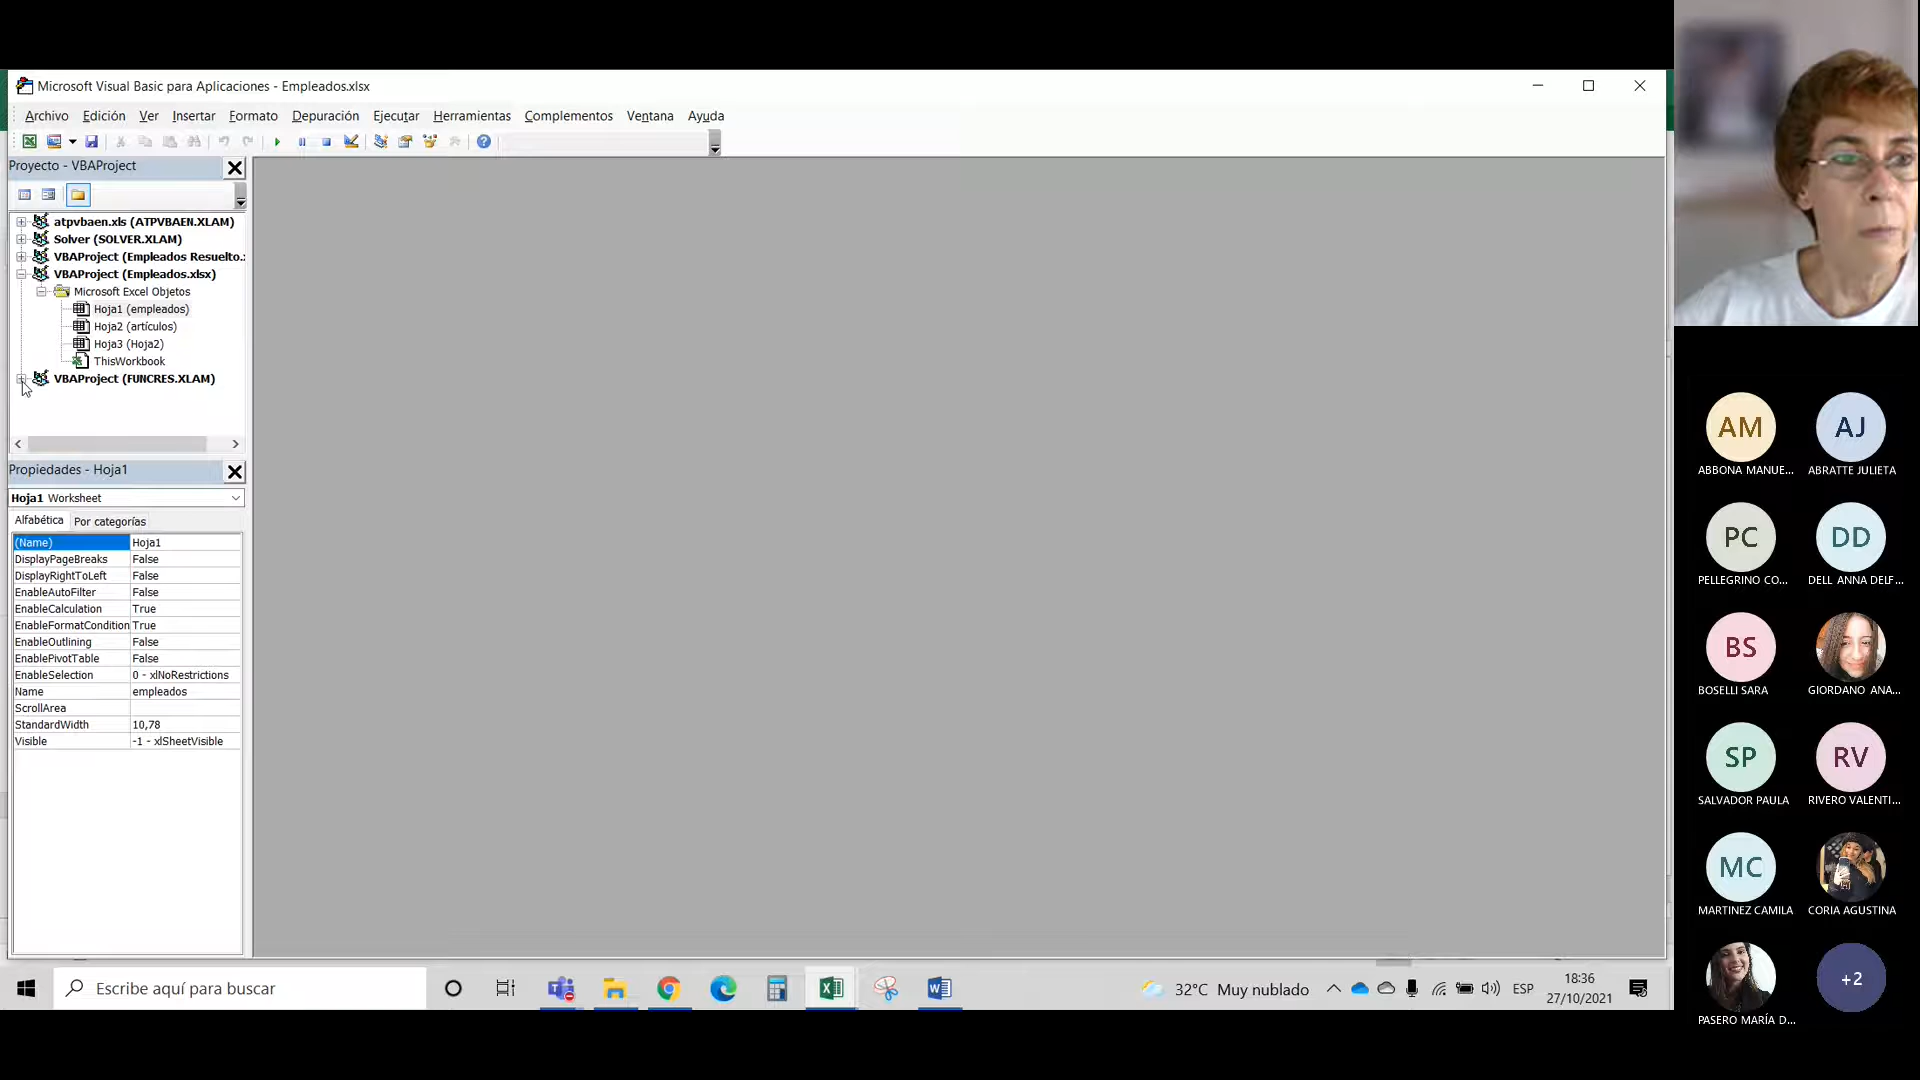 Microsoft Visual Basic para Aplicaciones - Empleados.xlsx
Archivo Edición Ver Insertar Formato Depuración Ejecutar Herramientas Complementos Ventana Ayuda
Proyecto - VBAProject
atpvbaen.xls (ATPVBAEN.XLAM)
Solver (SOLVER.XLAM)
VBAProject (Empleados Resuelto.
VBAProject (Empleados.xlsx)
Microsoft Excel Objetos
Hoja1 (empleados)
Hoja2 (artículos)
Hoja3 (Hoja2)
ThisWorkbook
VBAProject (FUNCRES.XLAM)
Propiedades - Hoja1
Hoja1 Worksheet
Alfabética Por categorías
(Name) Hoja1
DisplayPageBreaks False
DisplayRightToLeft False
EnableAutoFilter False
EnableCalculation True
EnableFormatCondition True
EnableOutlining False
EnablePivotTable False
EnableSelection 0 - xlNoRestrictions
Name empleados
ScrollArea
StandardWidth 10,78
Visible -1 - xlSheetVisible
Escribe aquí para buscar
32°C Muy nublado
ESP
18:36
27/10/2021
AM AJ
ABBONA MANUE... ABRATTE JULIETA
PC DD
PELLEGRINO CO... DELL ANNA DELF...
BS
BOSELLI SARA GIORDANO ANA...
SP RV
SALVADOR PAULA RIVERO VALENTI...
MC
MARTINEZ CAMILA CORIA AGUSTINA
+2
PASERO MARÍA D...